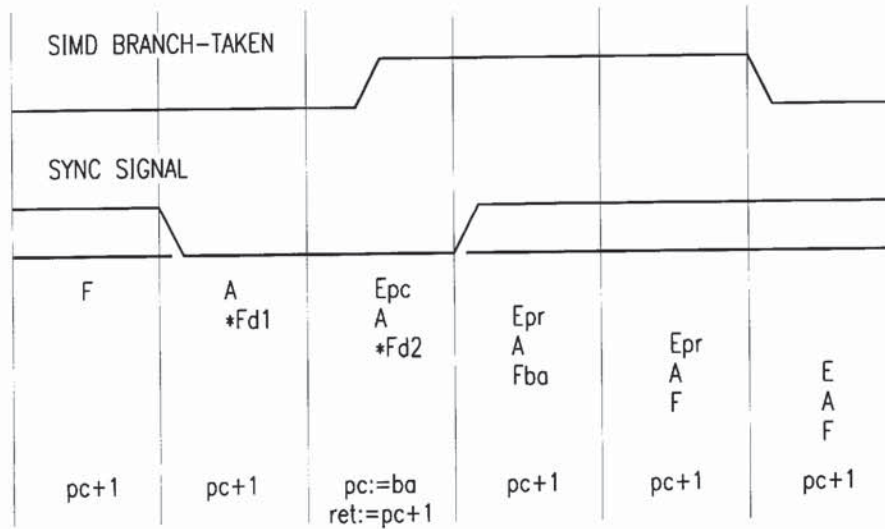 SIMD BRANCH-TAKEN
SYNC SIGNAL
F A Epc
*Fd1 A Epr
*Fd2 A Epr
Fba A E
F A
F
pc+1 pc+1 pc:=ba pc+1 pc+1 pc+1
ret:=pc+1